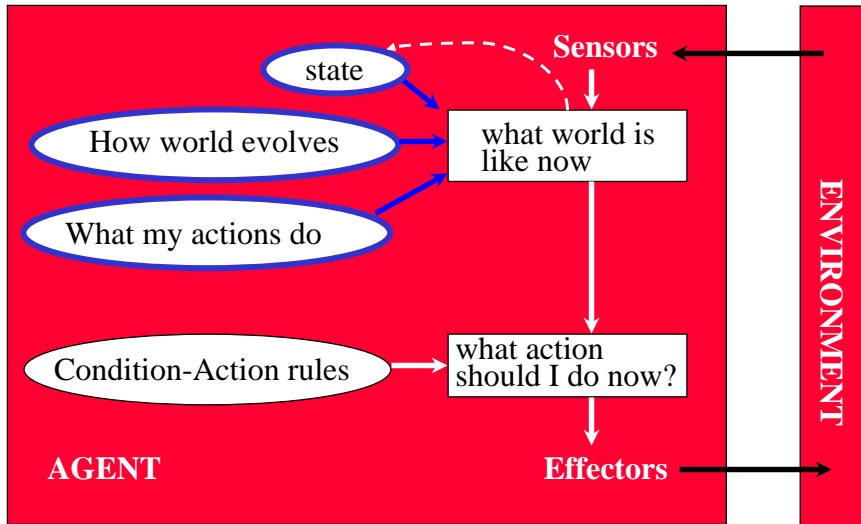 Sensors
state
How world evolves
what world is
like now
What my actions do
ENVIRONMENT
Condition-Action rules
what action
should I do now?
AGENT
Effectors